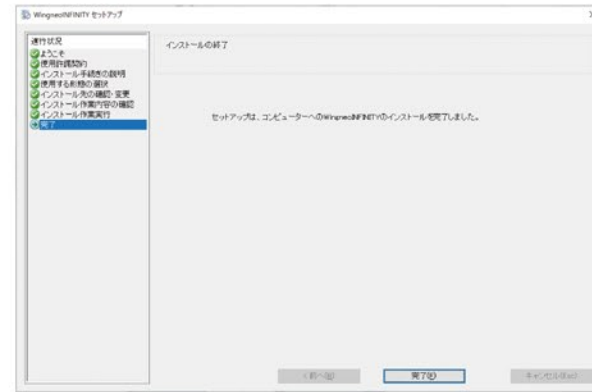 WingneoINFINITY セットアップ
進行状況
ようこそ
使用許諾契約
インストール手続きの説明
使用する形態の選択
インストール先の確認・変更
インストール作業内容の確認
インストール作業実行
完了
インストールの終了
セットアップは、コンピューターへのWingneoINFINITYのインストールを完了しました。
< 前へ(B)
完了(F)
キャンセル(Esc)